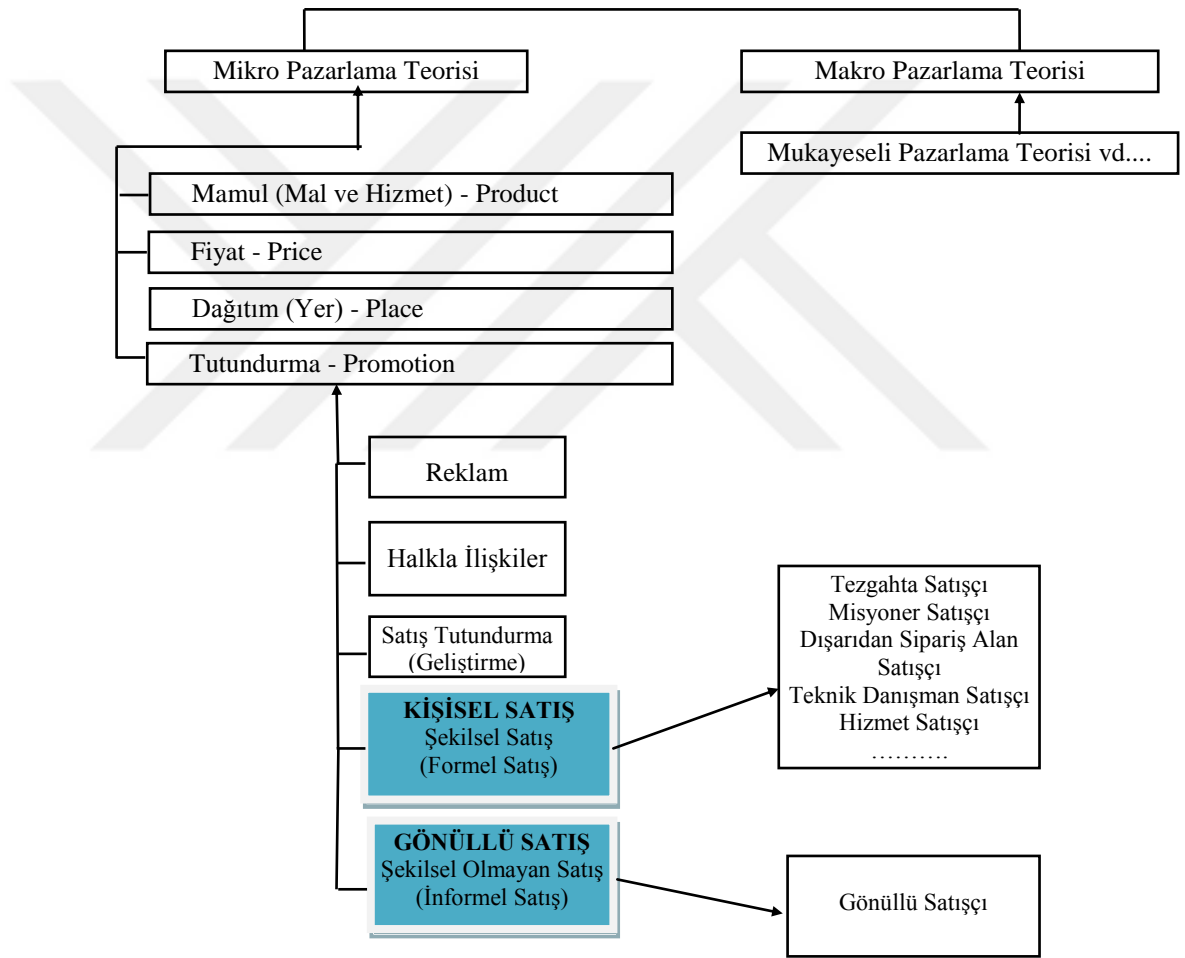 Mikro Pazarlama Teorisi
Makro Pazarlama Teorisi
Mukayeseli Pazarlama Teorisi vd....
Mamul (Mal ve Hizmet) - Product
Fiyat - Price
Dağıtım (Yer) - Place
Tutundurma - Promotion
Reklam
Halkla İlişkiler
Satış Tutundurma
(Geliştirme)
KİŞİSEL SATIŞ
Şekilsel Satış
(Formel Satış)
Tezgahta Satışçı
Misyoner Satışçı
Dışarıdan Sipariş Alan
Satışçı
Teknik Danışman Satışçı
Hizmet Satışçı
……….
GÖNÜLLÜ SATIŞ
Şekilsel Olmayan Satış
(İnformel Satış)
Gönüllü Satışçı